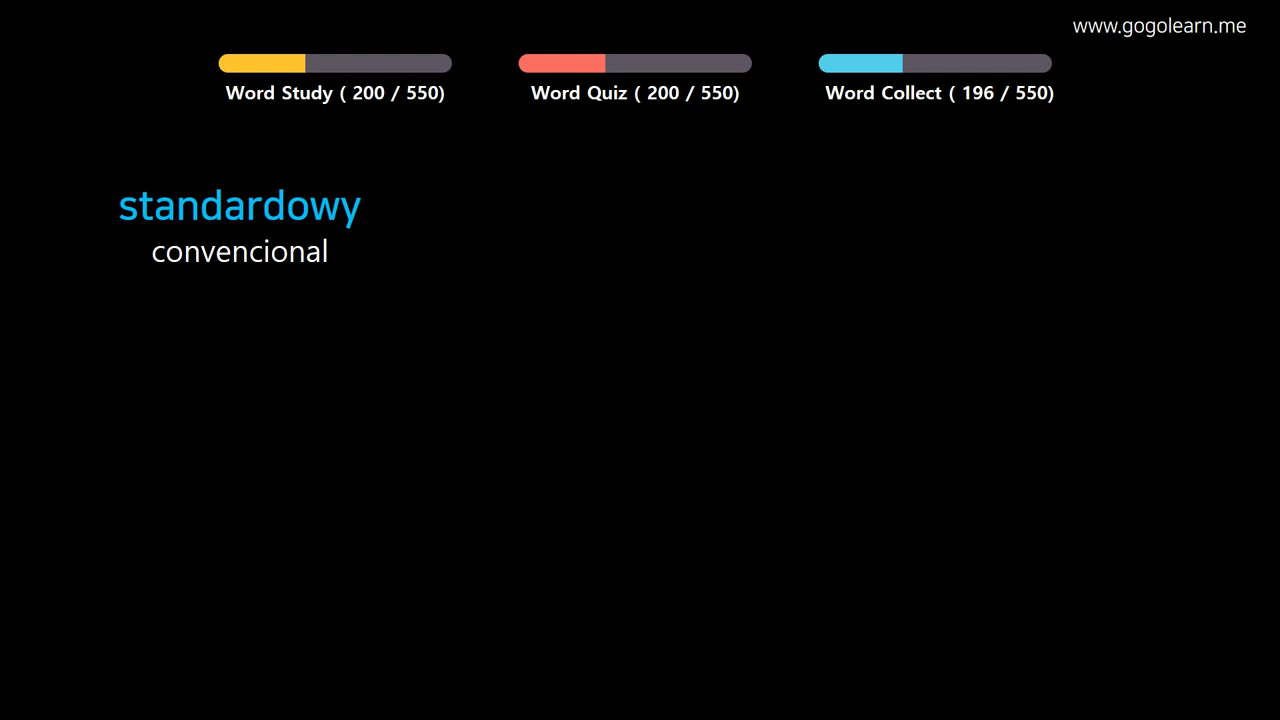 www.gogolearn.me
Word Study ( 200 / 550)
Word Quiz ( 200 / 550)
Word Collect ( 196 / 550)
standardowy
convencional